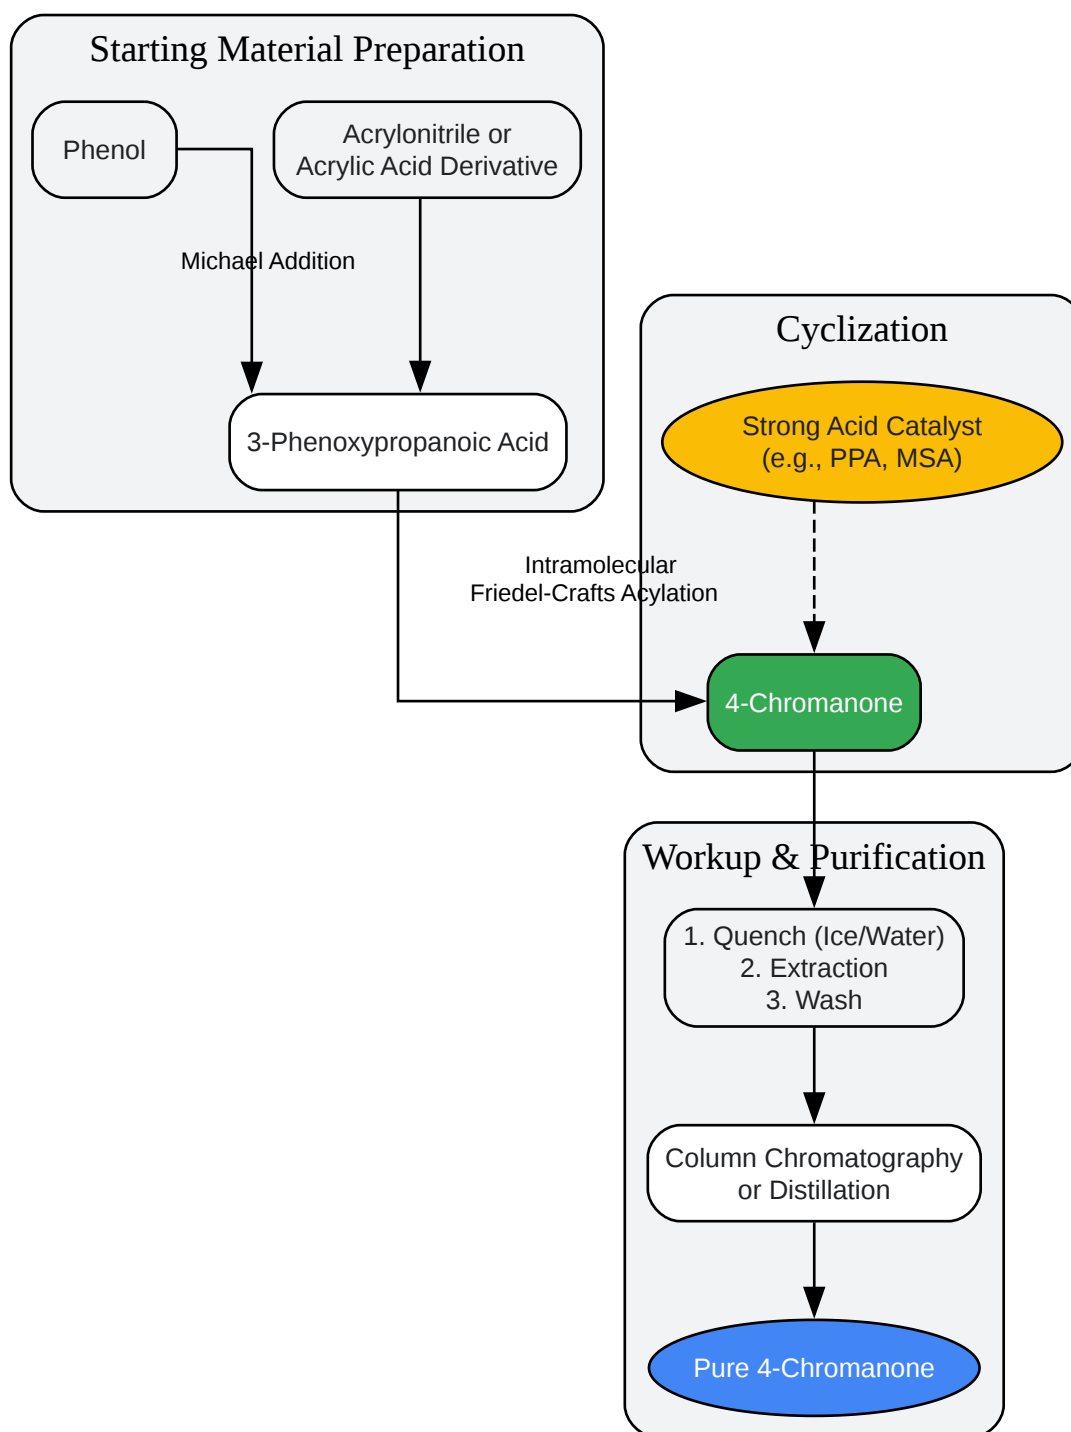 Starting Material Preparation
Phenol
Acrylonitrile or
Acrylic Acid Derivative
Michael Addition
3-Phenoxypropanoic Acid
Cyclization
Strong Acid Catalyst
(e.g., PPA, MSA)
Intramolecular
Friedel-Crafts Acylation
4-Chromanone
Workup & Purification
1. Quench (Ice/Water)
2. Extraction
3. Wash
Column Chromatography
or Distillation
Pure 4-Chromanone